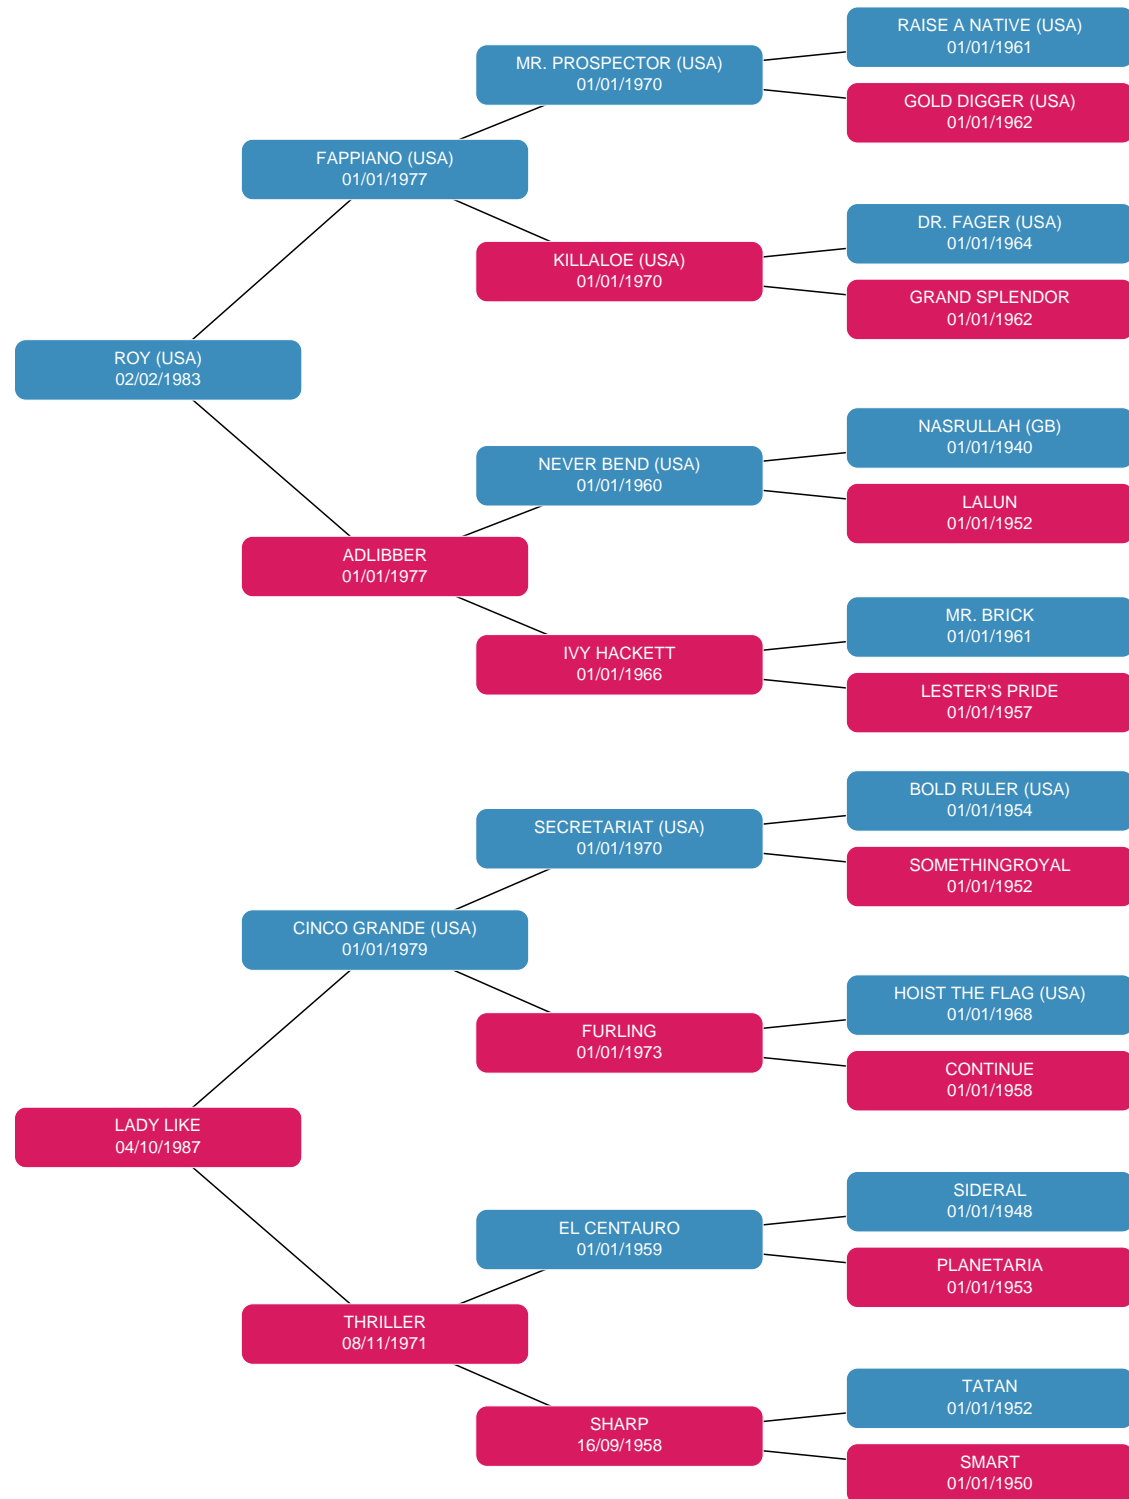 RAISE A NATIVE (USA)
01/01/1961
MR. PROSPECTOR (USA)
01/01/1970
GOLD DIGGER (USA)
01/01/1962
FAPPIANO (USA)
01/01/1977
DR. FAGER (USA)
01/01/1964
KILLALOE (USA)
01/01/1970
GRAND SPLENDOR
01/01/1962
ROY (USA)
02/02/1983
NASRULLAH (GB)
01/01/1940
NEVER BEND (USA)
01/01/1960
LALUN
01/01/1952
ADLIBBER
01/01/1977
MR. BRICK
01/01/1961
IVY HACKETT
01/01/1966
LESTER'S PRIDE
01/01/1957
BOLD RULER (USA)
01/01/1954
SECRETARIAT (USA)
01/01/1970
SOMETHINGROYAL
01/01/1952
CINCO GRANDE (USA)
01/01/1979
HOIST THE FLAG (USA)
01/01/1968
FURLING
01/01/1973
CONTINUE
01/01/1958
LADY LIKE
04/10/1987
SIDERAL
01/01/1948
EL CENTAURO
01/01/1959
PLANETARIA
01/01/1953
THRILLER
08/11/1971
TATAN
01/01/1952
SHARP
16/09/1958
SMART
01/01/1950